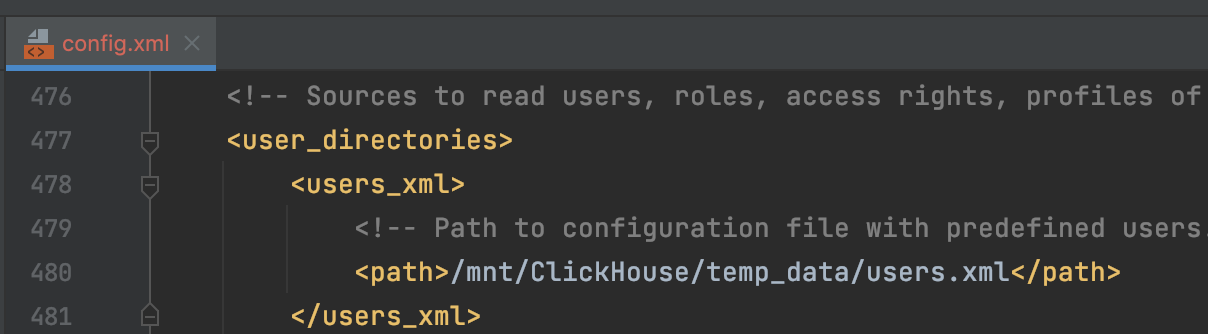 config.xml
476 <!-- Sources to read users, roles, access rights, profiles of
477 <user_directories>
478 <users_xml>
479 <!-- Path to configuration file with predefined users.
480 <path>/mnt/ClickHouse/temp_data/users.xml</path>
481 </users_xml>